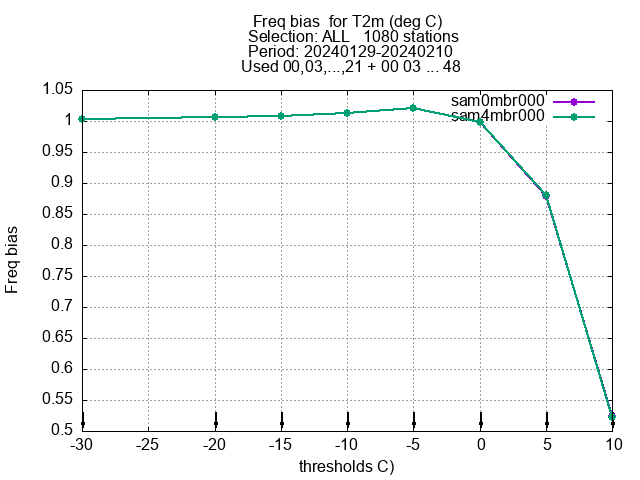 Freq bias  for T2m (deg C)
Selection: ALL   1080 stations
Period: 20240129-20240210
Used 00,03,...,21 + 00 03 ... 48
sam0mbr000
sam4mbr000
Freq bias
1.05
1
0.95
0.9
0.85
0.8
0.75
0.7
0.65
0.6
0.55
0.5
-30 -25 -20 -15 -10 -5 0 5 10
thresholds C)